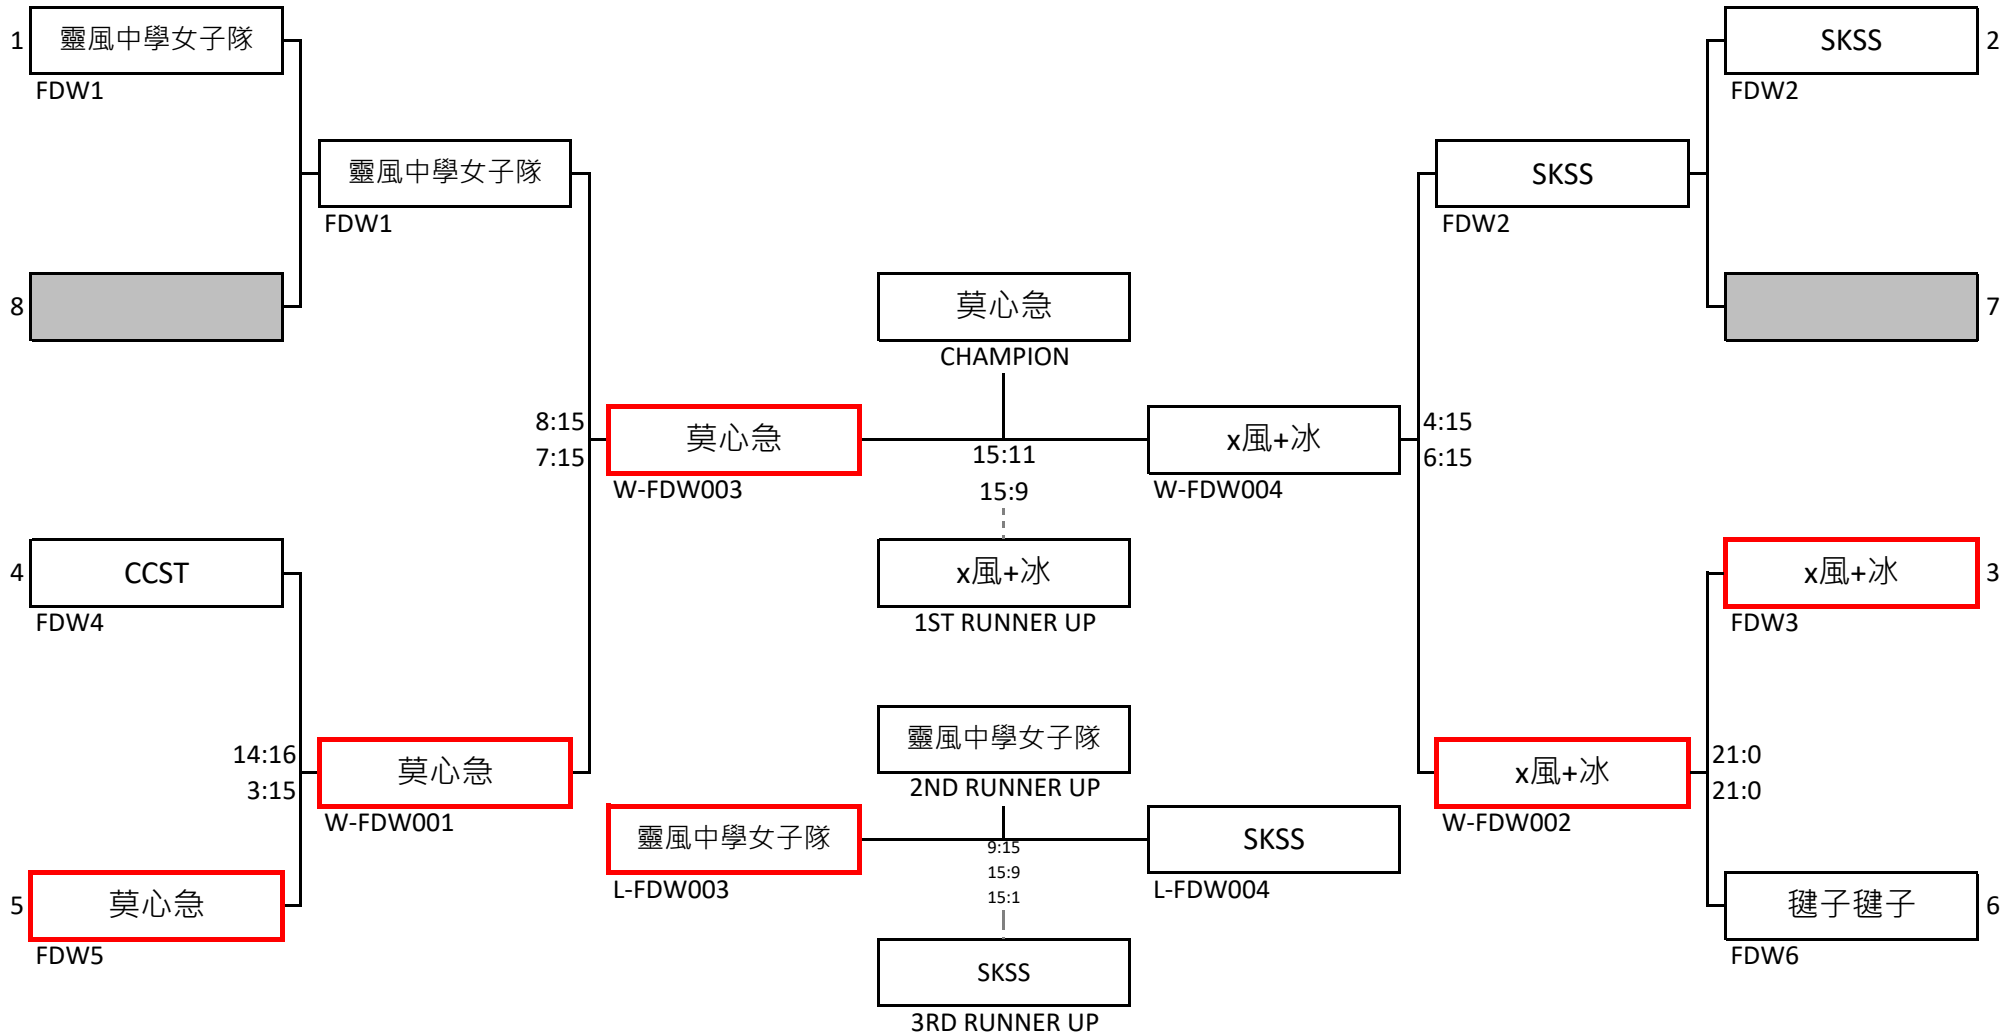 1
靈風中學女子隊
FDW1
SKSS
2
FDW2
靈風中學女子隊
FDW1
SKSS
FDW2
8
7
莫心急
CHAMPION
8:15
7:15
莫心急
W-FDW003
15:11
15:9
x風+冰
W-FDW004
4:15
6:15
4
CCST
FDW4
x風+冰
1ST RUNNER UP
x風+冰
3
FDW3
14:16
3:15
莫心急
W-FDW001
靈風中學女子隊
2ND RUNNER UP
x風+冰
W-FDW002
21:0
21:0
靈風中學女子隊
L-FDW003
9:15
15:9
15:1
SKSS
L-FDW004
5
莫心急
FDW5
SKSS
3RD RUNNER UP
毽子毽子
6
FDW6